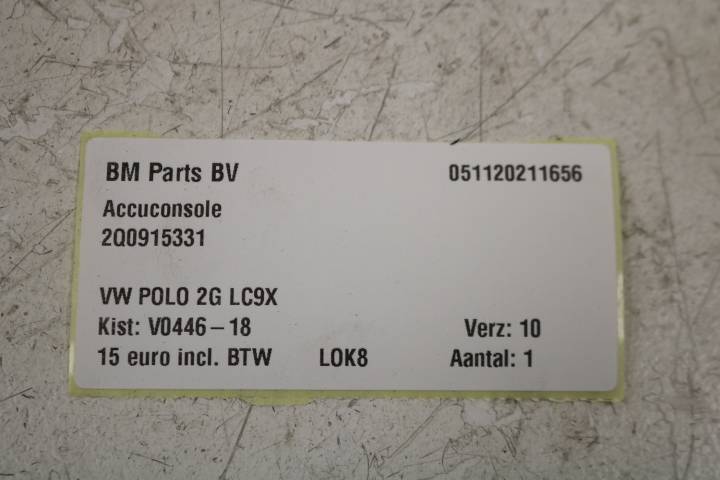 BM Parts BV 051120211656
Accuconsole
2Q0915331
VW POLO 2G LC9X
Kist: V0446-18 Verz: 10
15 euro incl. BTW LOK8 Aantal: 1